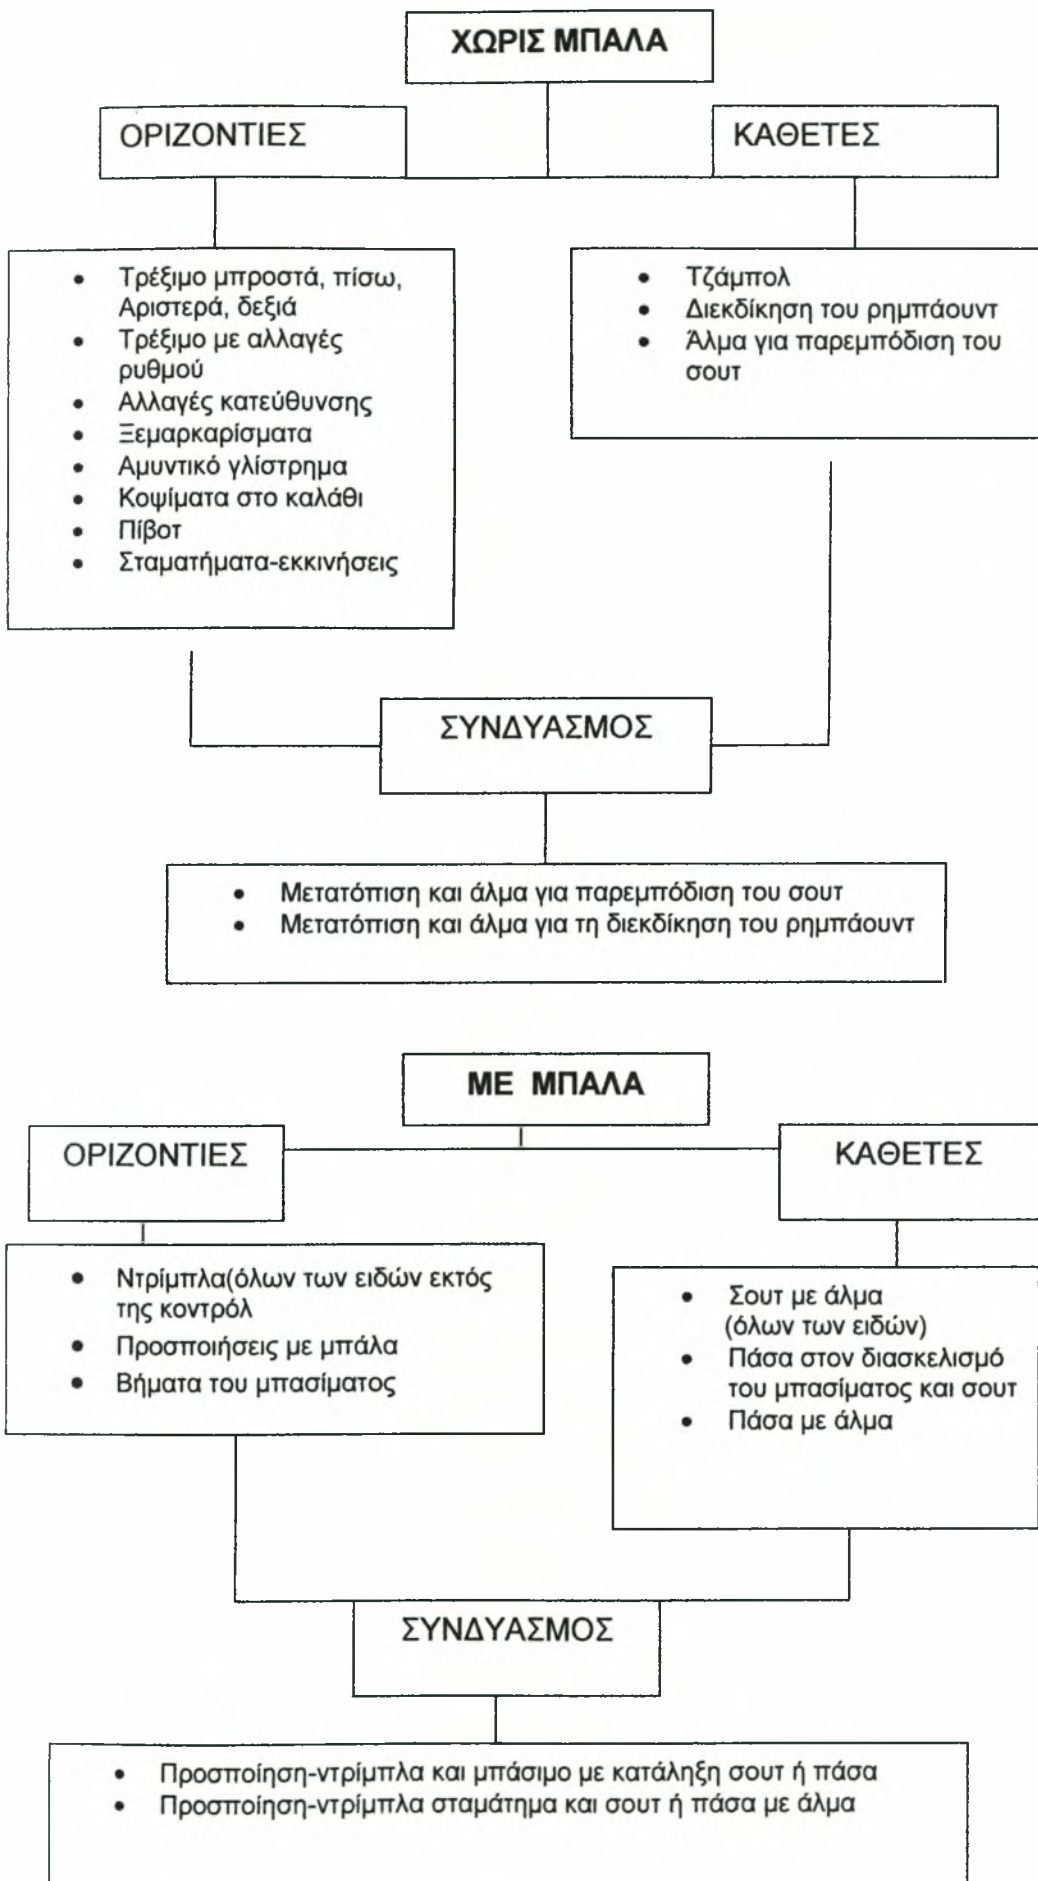 ΧΩΡΙΣ ΜΠΑΛΑ
ΟΡΙΖΟΝΤΙΕΣ
• Τρέξιμο μπροστά, πίσω,
Αριστερά, δεξιά
• Τρέξιμο με αλλαγές
ρυθμού
• Αλλαγές κατεύθυνσης
• Ξεμαρκαρίσματα
• Αμυντικό γλίστρημα
• Κοψίματα στο καλάθι
• Πίβοτ
• Σταματήματα-εκκινήσεις
ΚΑΘΕΤΕΣ
• Τζάμπολ
• Διεκδίκηση του ρημπάουντ
• Άλμα για παρεμπόδιση του
σουτ
ΣΥΝΔΥΑΣΜΟΣ
• Μετατόπιση και άλμα για παρεμπόδιση του σουτ
• Μετατόπιση και άλμα για τη διεκδίκηση του ρημπάουντ
ΜΕ ΜΠΑΛΑ
ΟΡΙΖΟΝΤΙΕΣ
• Ντρίμπλα(όλων των ειδών εκτός
της κοντρόλ
• Προσποιήσεις με μπάλα
• Βήματα του μπασίματος
ΚΑΘΕΤΕΣ
• Σουτ με άλμα
(όλων των ειδών)
• Πάσα στον διασκελισμό
του μπασίματος και σουτ
• Πάσα με άλμα
ΣΥΝΔΥΑΣΜΟΣ
• Προσποίηση-ντρίμπλα και μπάσιμο με κατάληξη σουτ ή πάσα
• Προσποίηση-ντρίμπλα σταμάτημα και σουτ ή πάσα με άλμα